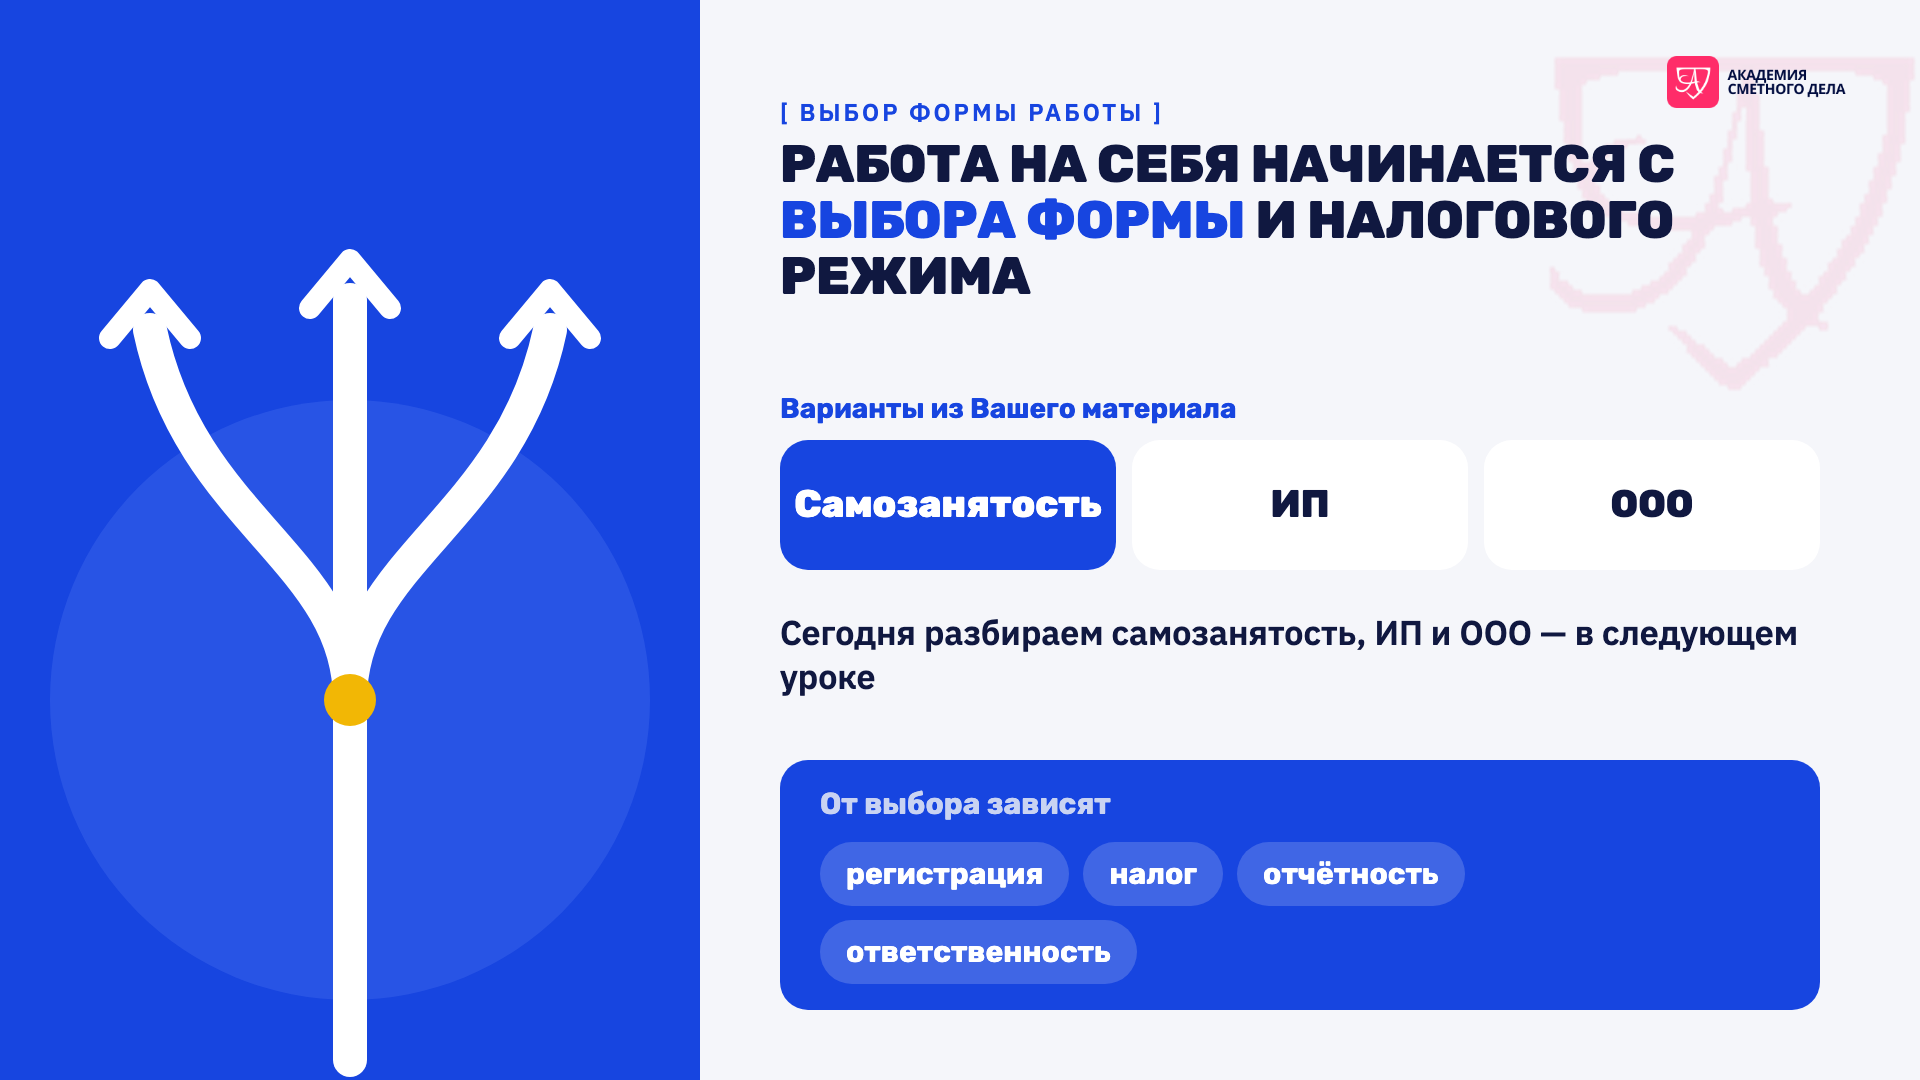 АКАДЕМИЯ
СМЕТНОГО ДЕЛА
[ ВЫБОР ФОРМЫ РАБОТЫ ]
РАБОТА НА СЕБЯ НАЧИНАЕТСЯ С
ВЫБОРА ФОРМЫ И НАЛОГОВОГО
РЕЖИМА
Варианты из Вашего материала
Самозанятость
ИП
ООО
Сегодня разбираем самозанятость, ИП и ООО — в следующем
уроке
От выбора зависят
регистрация
налог
отчётность
ответственность